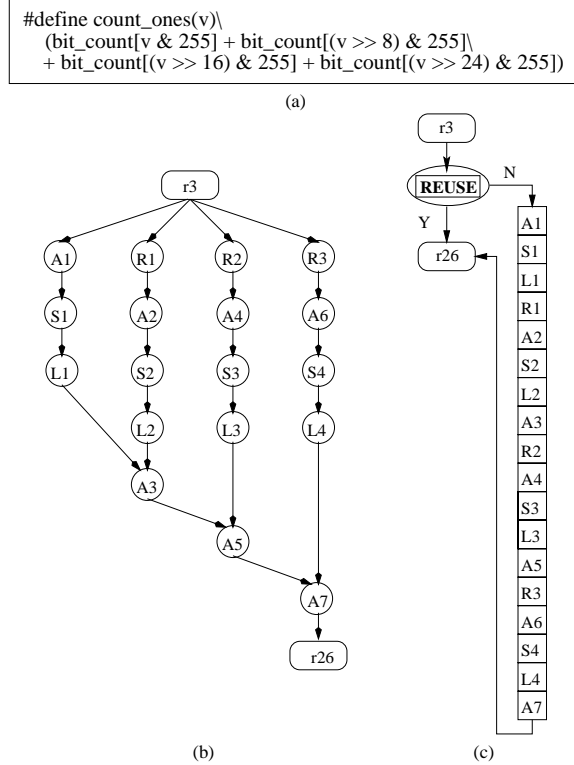 #define count_ones(v)\
(bit_count[v & 255] + bit_count[(v >> 8) & 255]\
+ bit_count[(v >> 16) & 255] + bit_count[(v >> 24) & 255])
(a)
r3
A1 R1 R2 R3
S1 A2 A4 A6
L1 S2 S3 S4
L2 L3 L4
A3
A5
A7
r26
(b)
r3
REUSE
N
Y
r26
A1
S1
L1
R1
A2
S2
L2
A3
R2
A4
S3
L3
A5
R3
A6
S4
L4
A7
(c)